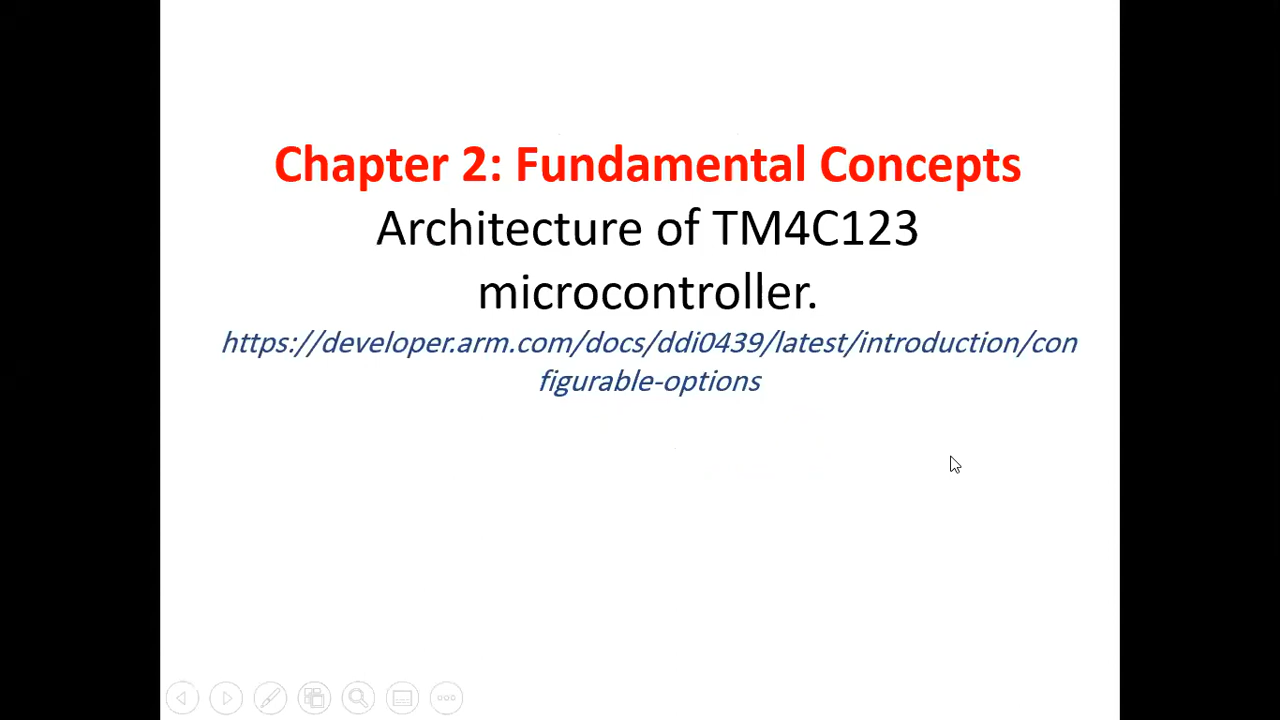 Chapter 2: Fundamental Concepts
Architecture of TM4C123
microcontroller.
https://developer.arm.com/docs/ddi0439/latest/introduction/con
figurable-options